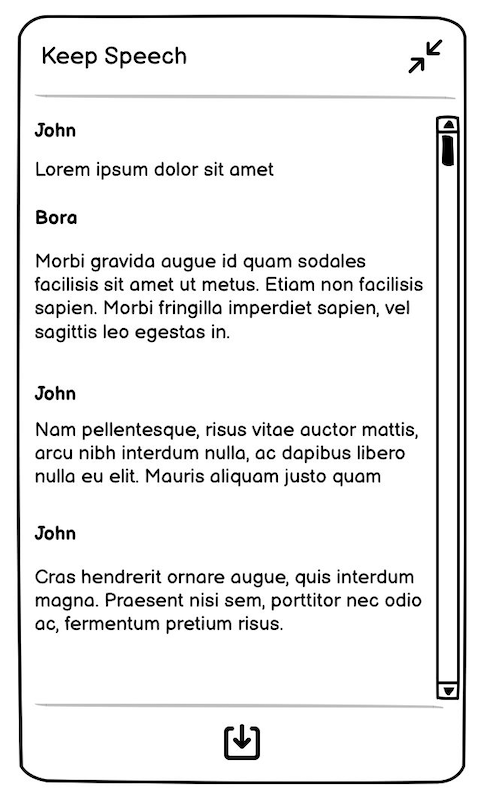 Keep Speech
John
Lorem ipsum dolor sit amet
Bora
Morbi gravida augue id quam sodales
facilisis sit amet ut metus. Etiam non facilisis
sapien. Morbi fringilla imperdiet sapien, vel
sagittis leo egestas in.
John
Nam pellentesque, risus vitae auctor mattis,
arcu nibh interdum nulla, ac dapibus libero
nulla eu elit. Mauris aliquam justo quam
John
Cras hendrerit ornare augue, quis interdum
magna. Praesent nisi sem, porttitor nec odio
ac, fermentum pretium risus.